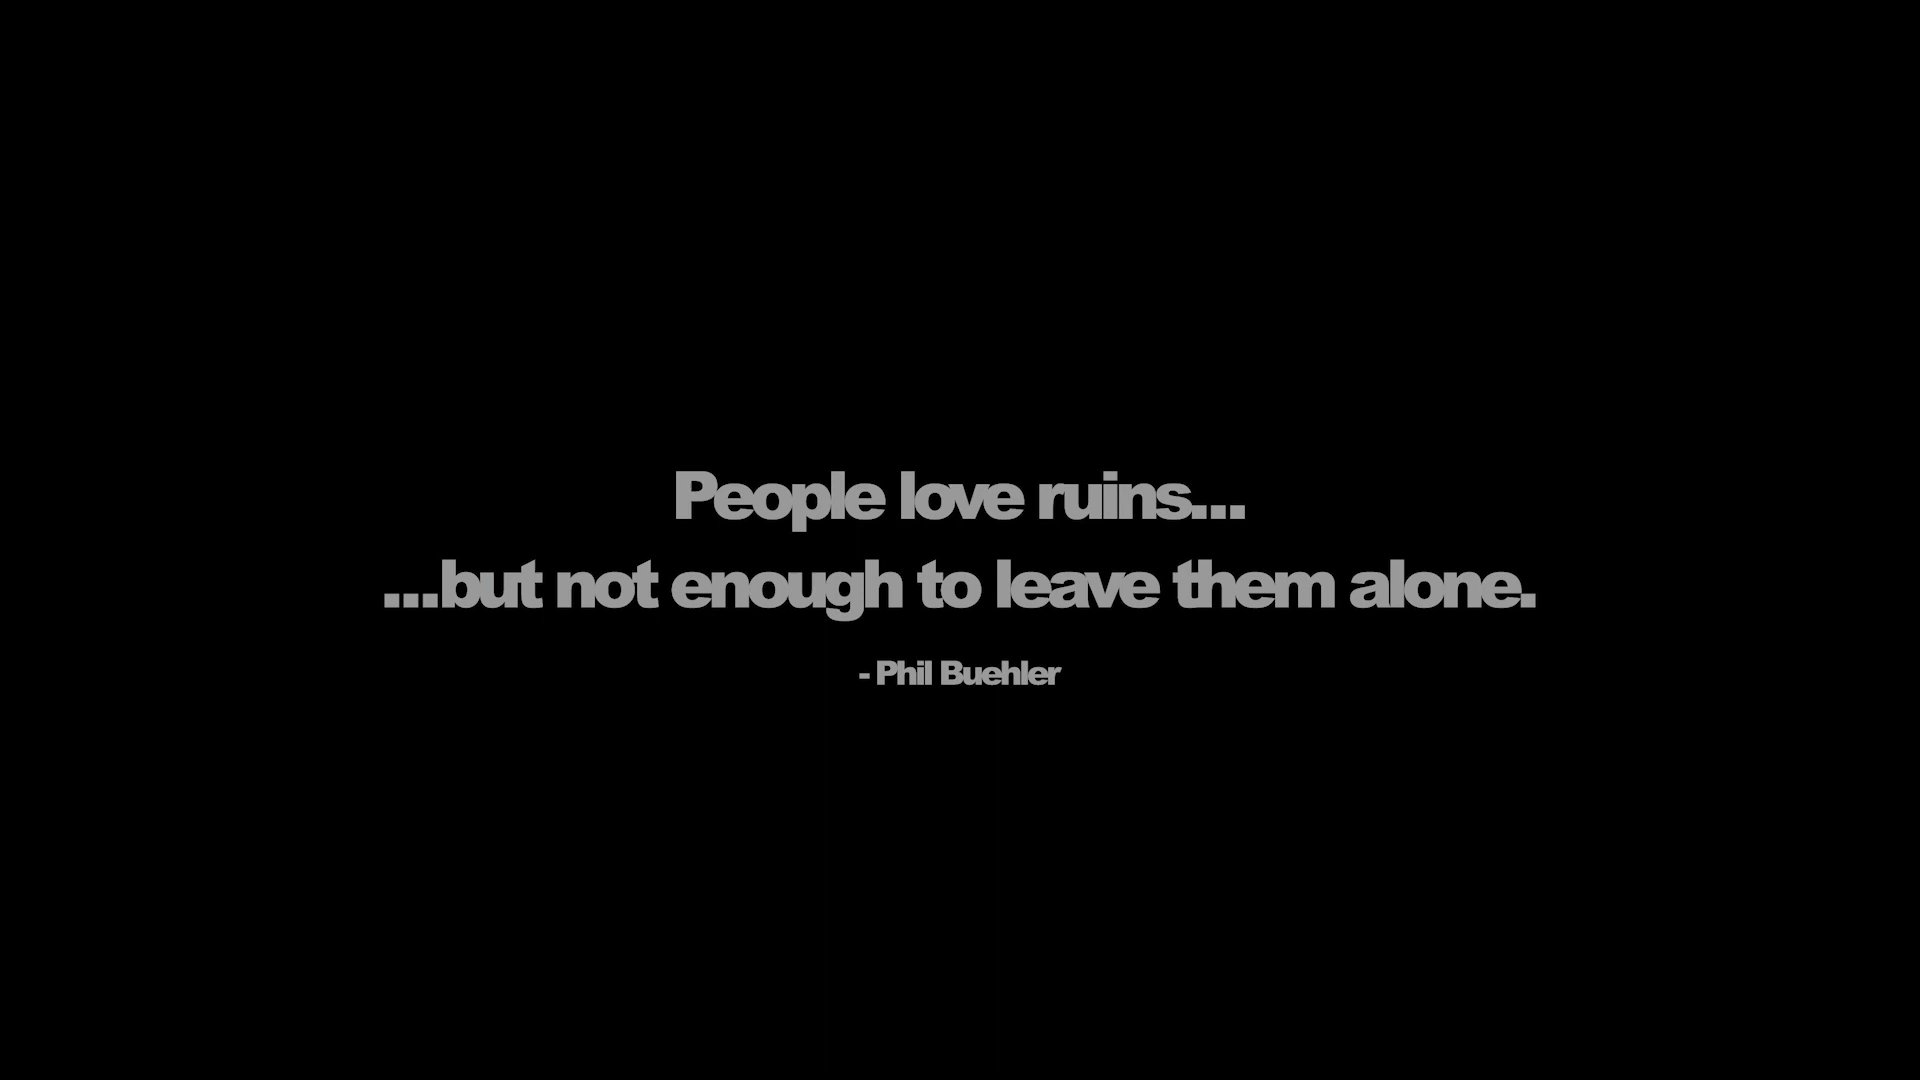 People love ruins...
...but not enough to leave them alone.
- Phil Buehler